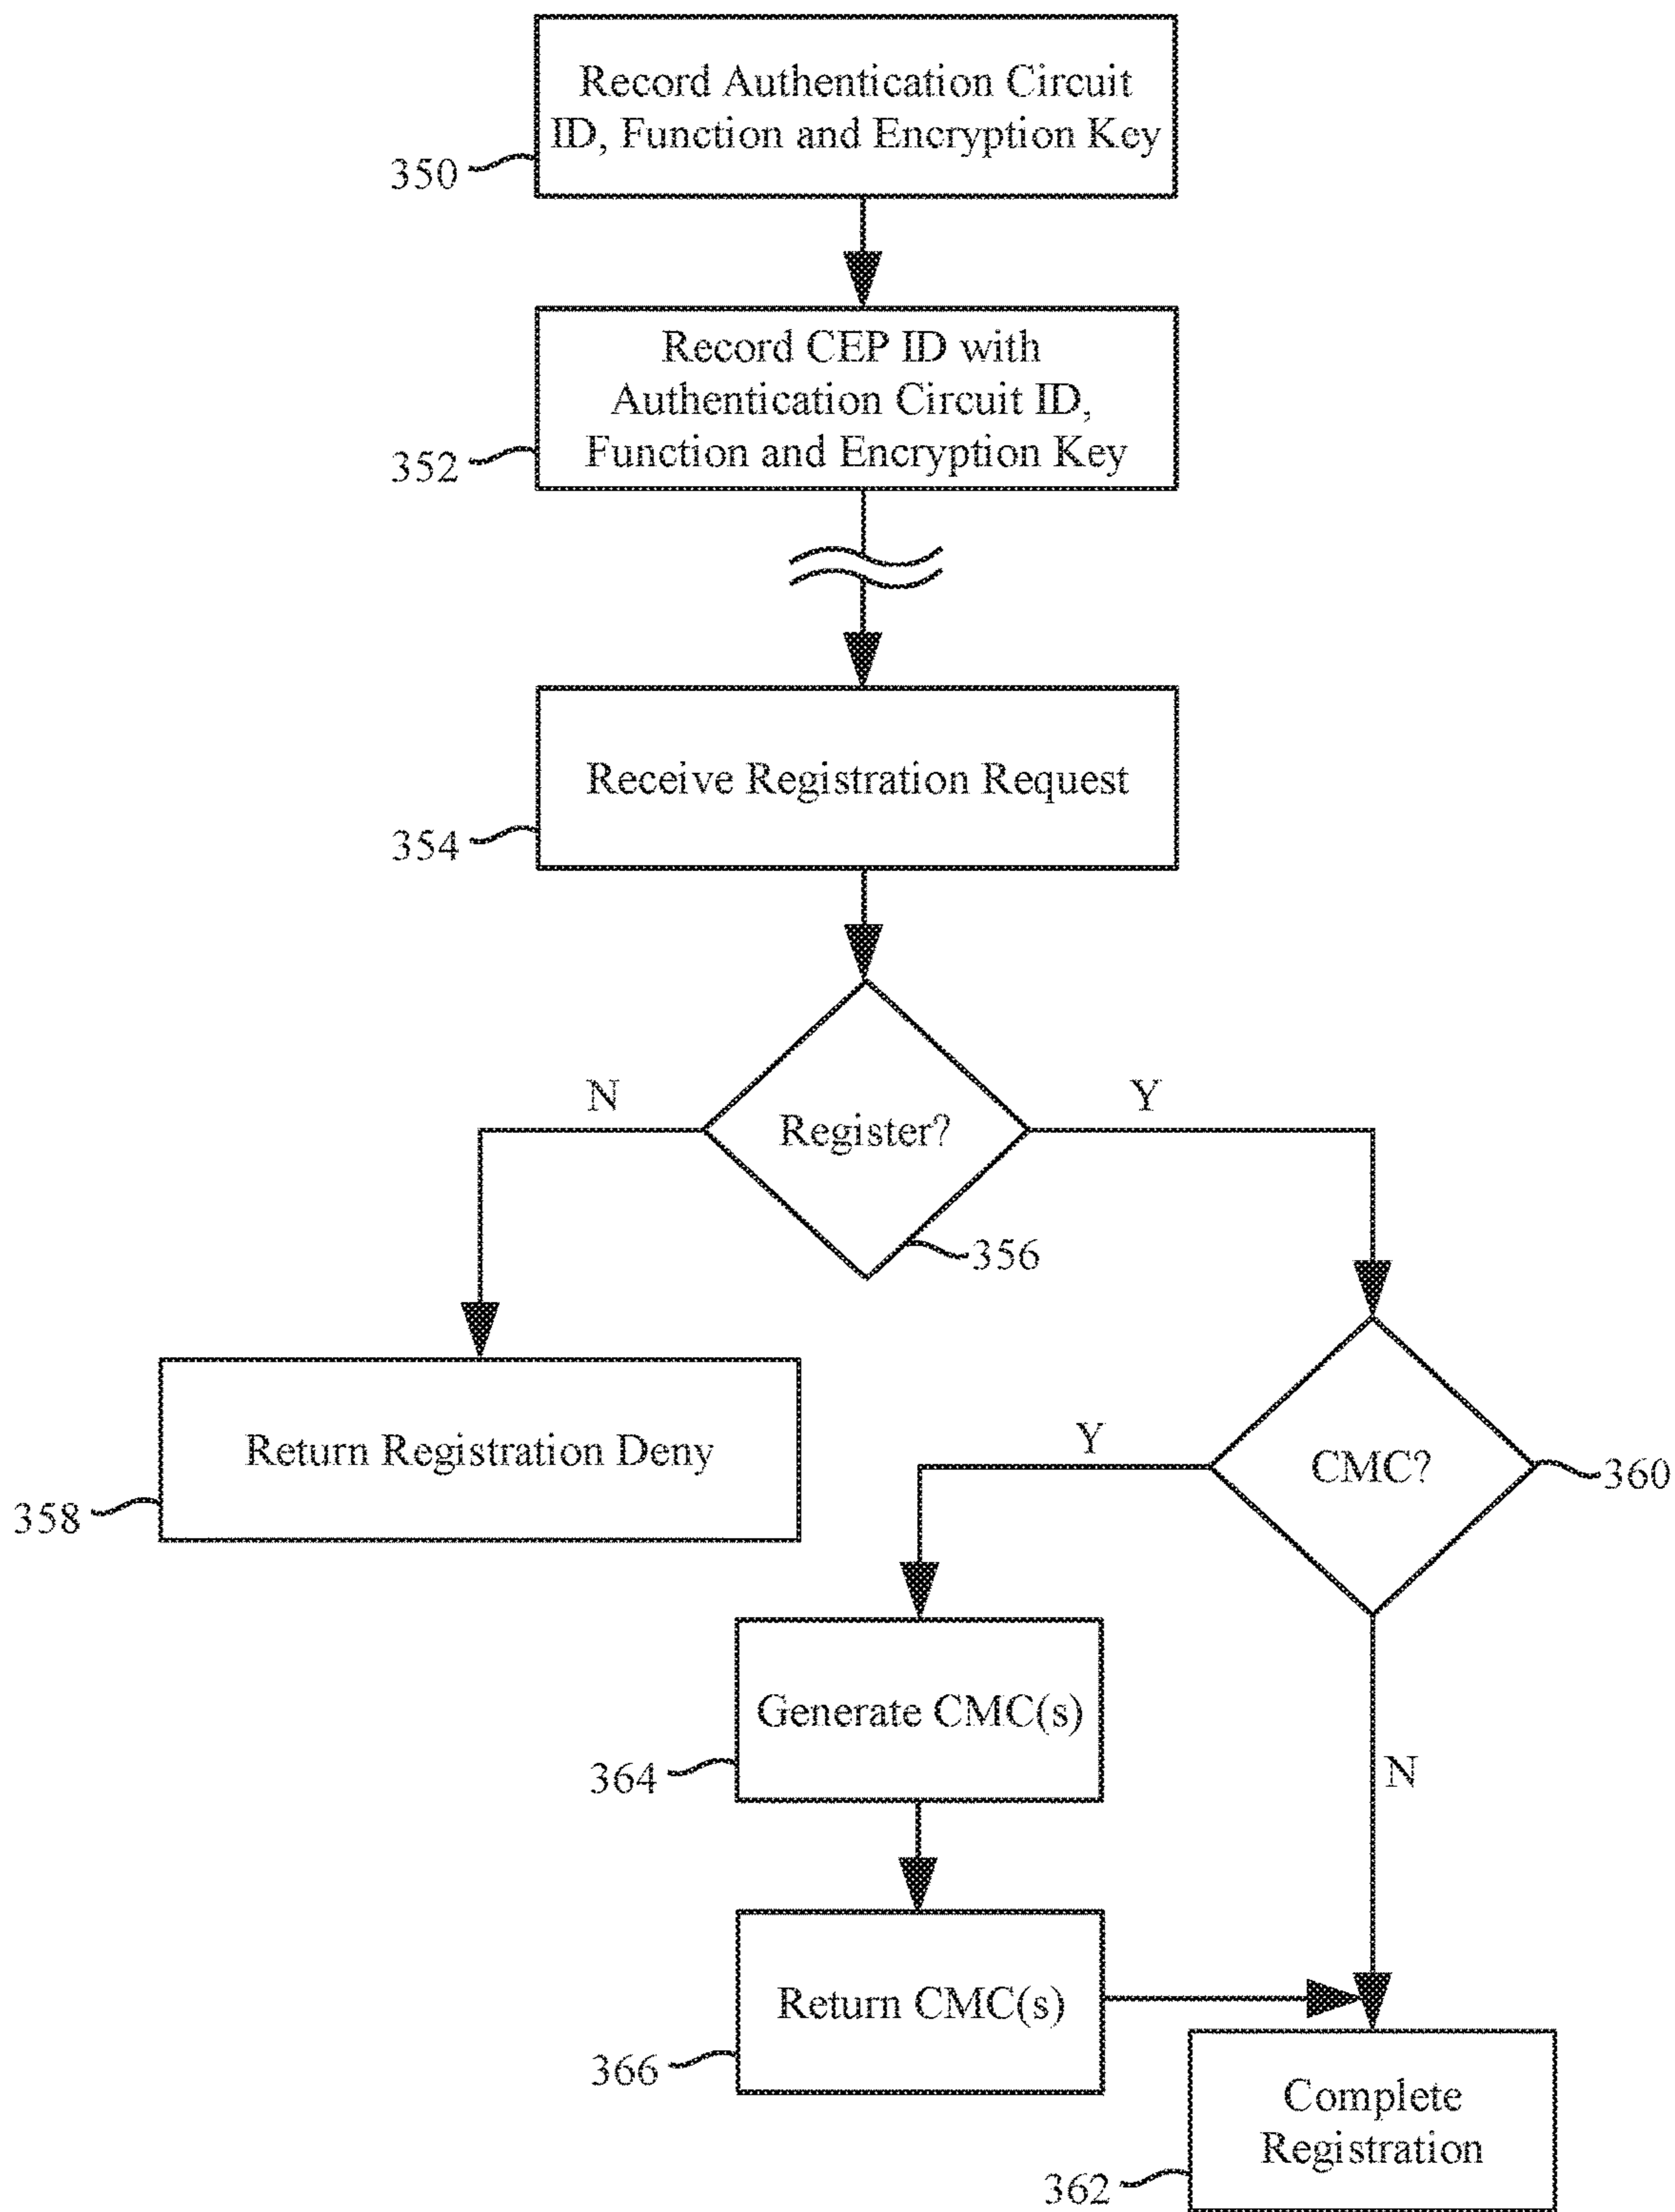 Record Authentication Circuit
ID, Function and Encryption Key
350
Record CEP ID with
Authentication Circuit ID,
Function and Encryption Key
352
Receive Registration Request
354
N
Y
Register?
356
Return Registration Deny
358
Y
CMC?
360
Generate CMC(s)
364
N
Return CMC(s)
366
Complete
Registration
362